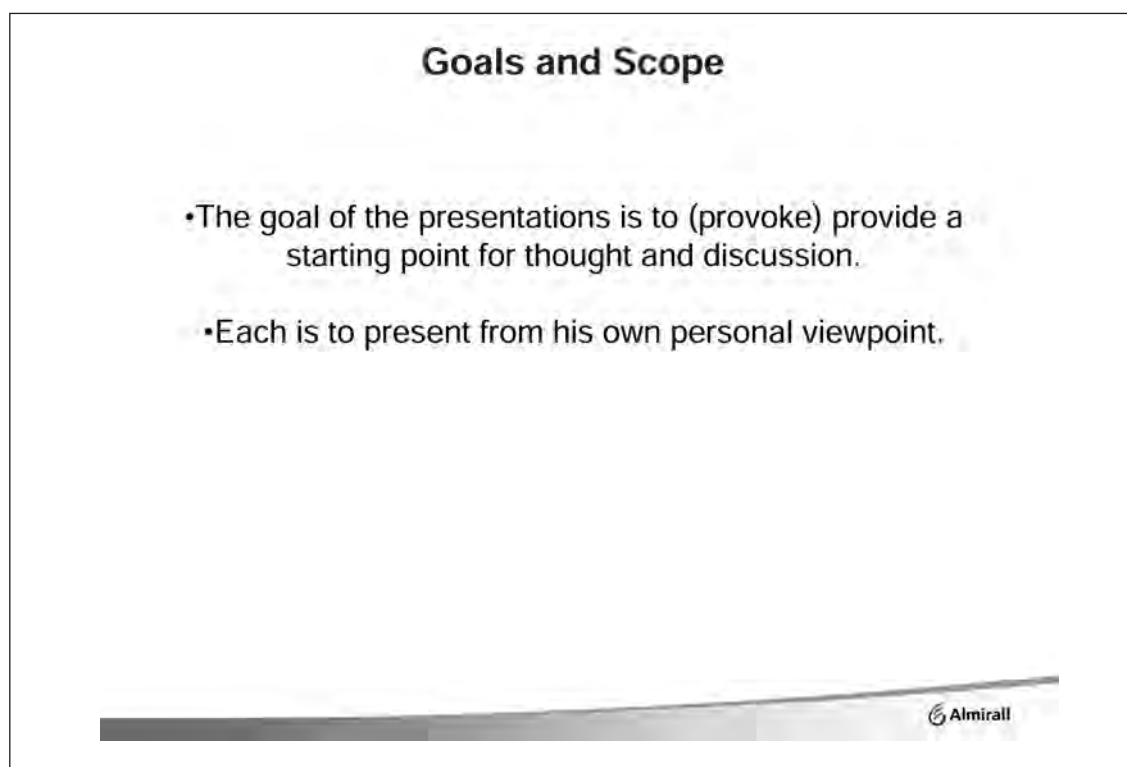 Goals and Scope
•The goal of the presentations is to (provoke) provide a
starting point for thought and discussion.
•Each is to present from his own personal viewpoint.
Almirall